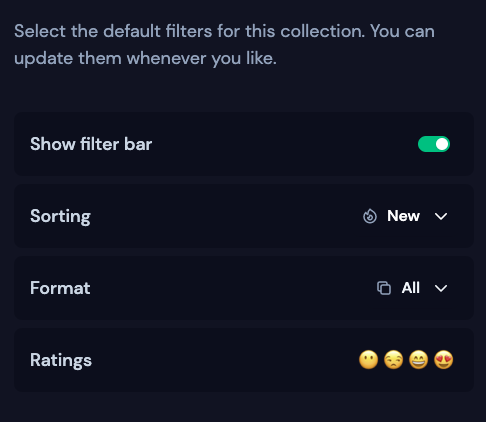 Select the default filters for this collection. You can
update them whenever you like.
Show filter bar
Sorting
New
Format
All
Ratings
😶 😒 😄 😍